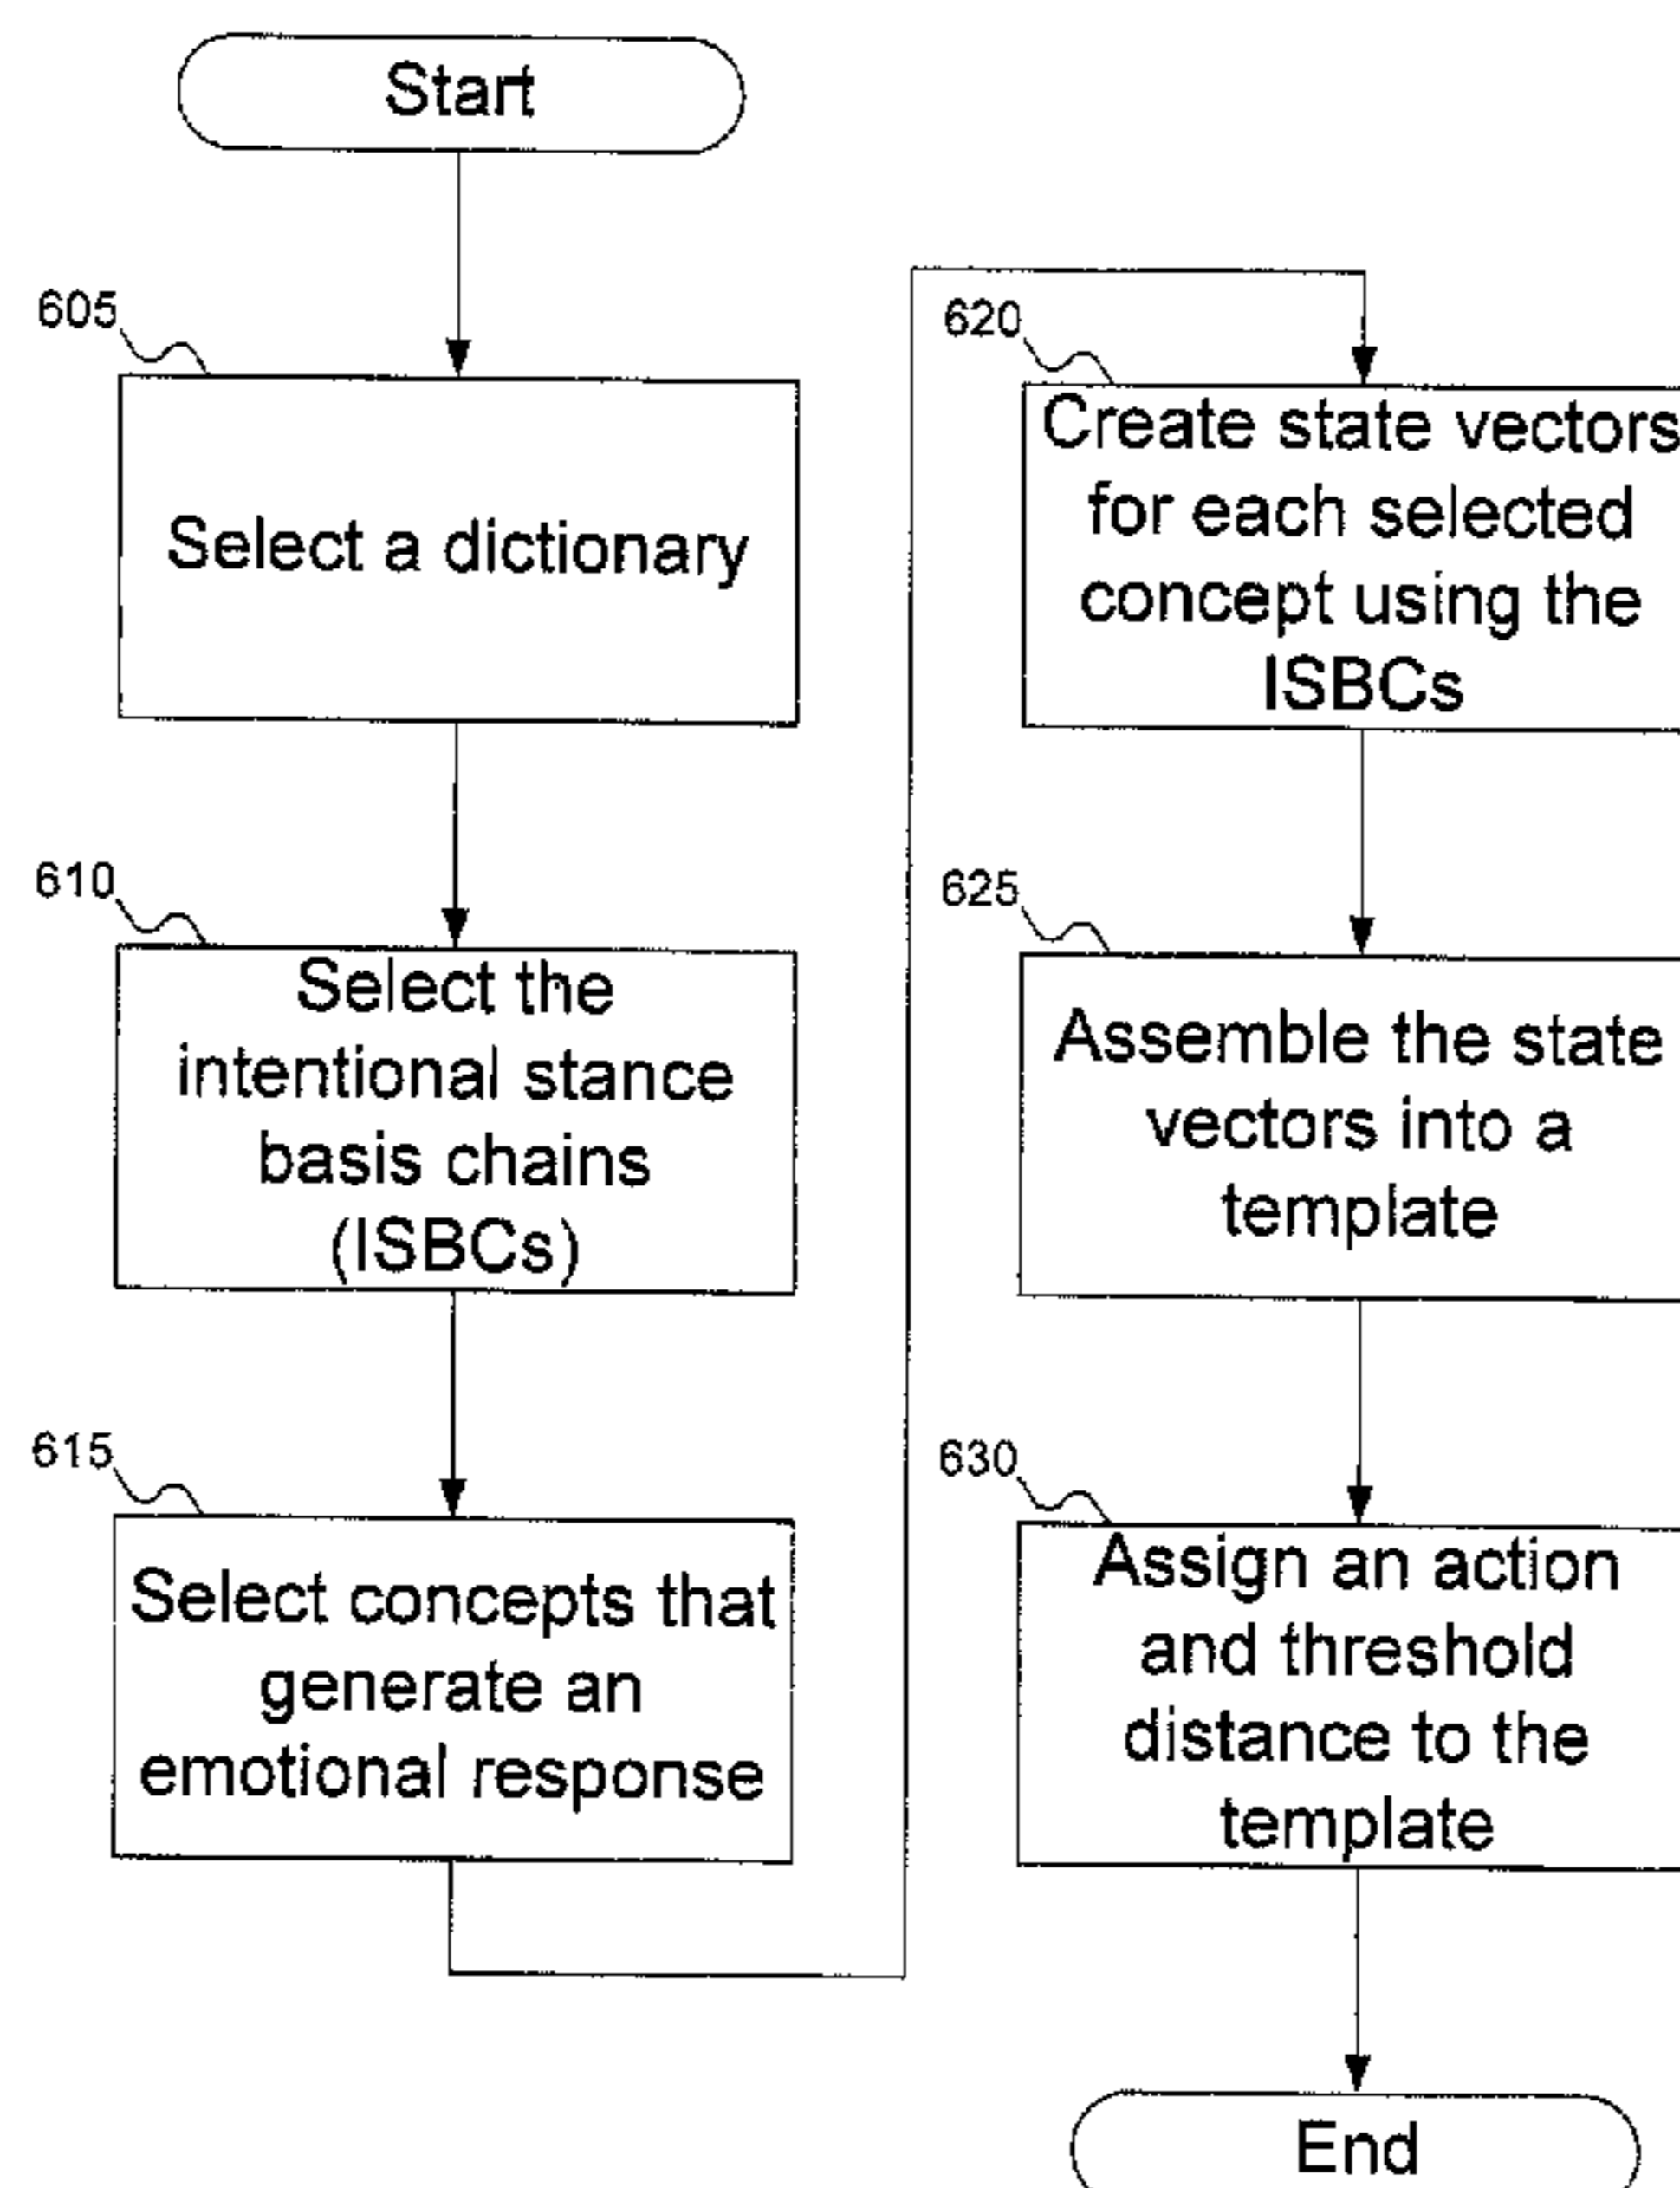 Start
605
Select a dictionary
610
Select the
intentional stance
basis chains
(ISBCs)
615
Select concepts that
generate an
emotional response
620
Create state vectors
for each selected
concept using the
ISBCs
625
Assemble the state
vectors into a
template
630
Assign an action
and threshold
distance to the
template
End